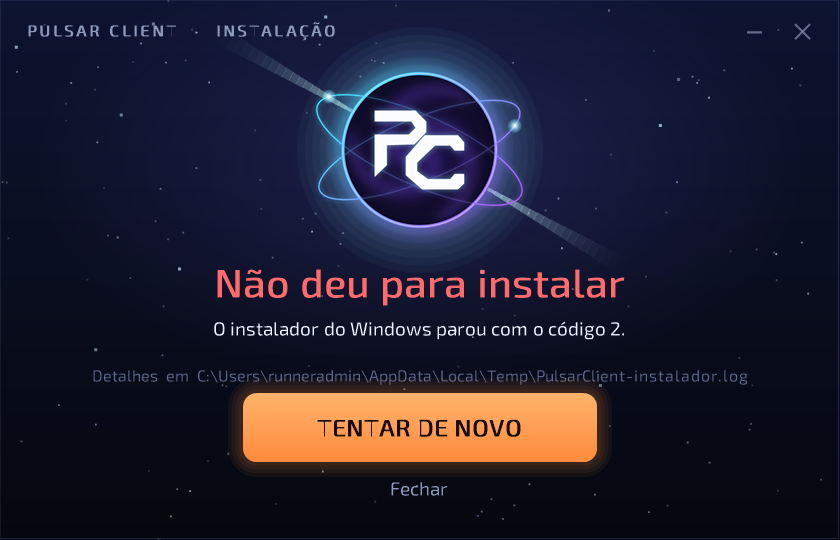 PULSAR CLIENT · INSTALAÇÃO
PC
Não deu para instalar
O instalador do Windows parou com o código 2.
Detalhes em C:\Users\runneradmin\AppData\Local\Temp\PulsarClient-instalador.log
TENTAR DE NOVO
Fechar